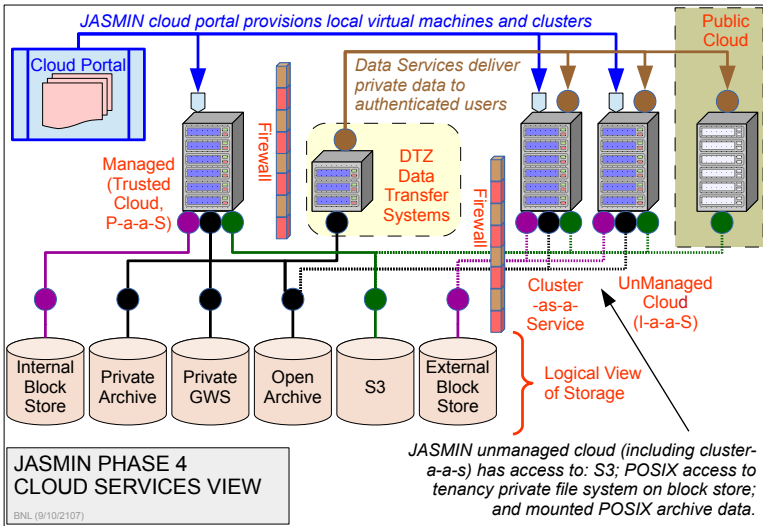 JASMIN cloud portal provisions local virtual machines and clusters
Public
Cloud
Cloud Portal
Data Services deliver
private data to
authenticated users
Firewall
Managed
(Trusted
Cloud,
P-a-a-S)
DTZ
Data
Transfer
Systems
Firewall
Cluster
-as-a-
Service
UnManaged
Cloud
(I-a-a-S)
Internal
Block
Store
Private
Archive
Private
GWS
Open
Archive
S3
External
Block
Store
Logical View
of Storage
JASMIN PHASE 4
CLOUD SERVICES VIEW
BNL (9/10/2107)
JASMIN unmanaged cloud (including cluster-
a-a-s) has access to: S3; POSIX access to
tenancy private file system on block store;
and mounted POSIX archive data.